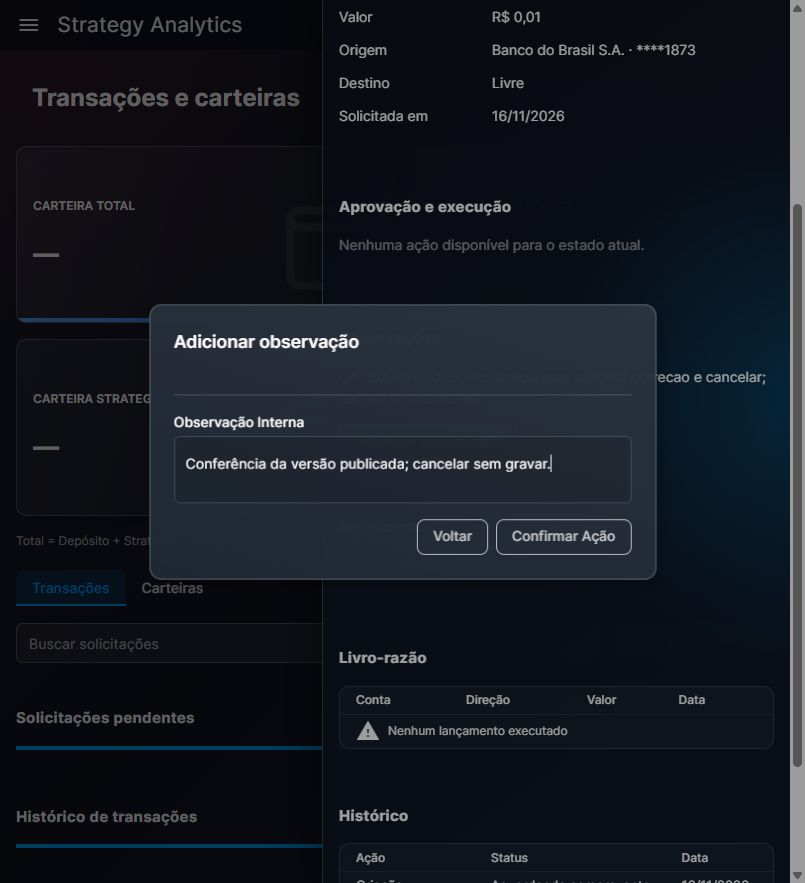 Strategy Analytics
Transações e carteiras
CARTEIRA TOTAL
—
CARTEIRA STRATEG
—
Total = Depósito + Strat
Transações
Carteiras
Buscar solicitações
Solicitações pendentes
Histórico de transações
Valor R$ 0,01
Origem Banco do Brasil S.A. · ****1873
Destino Livre
Solicitada em 16/11/2026
Aprovação e execução
Nenhuma ação disponível para o estado atual.
e cancelar;
Adicionar observação
Observação Interna
Conferência da versão publicada; cancelar sem gravar.
Voltar
Confirmar Ação
Livro-razão
Conta Direção Valor Data
Nenhum lançamento executado
Histórico
Ação Status Data